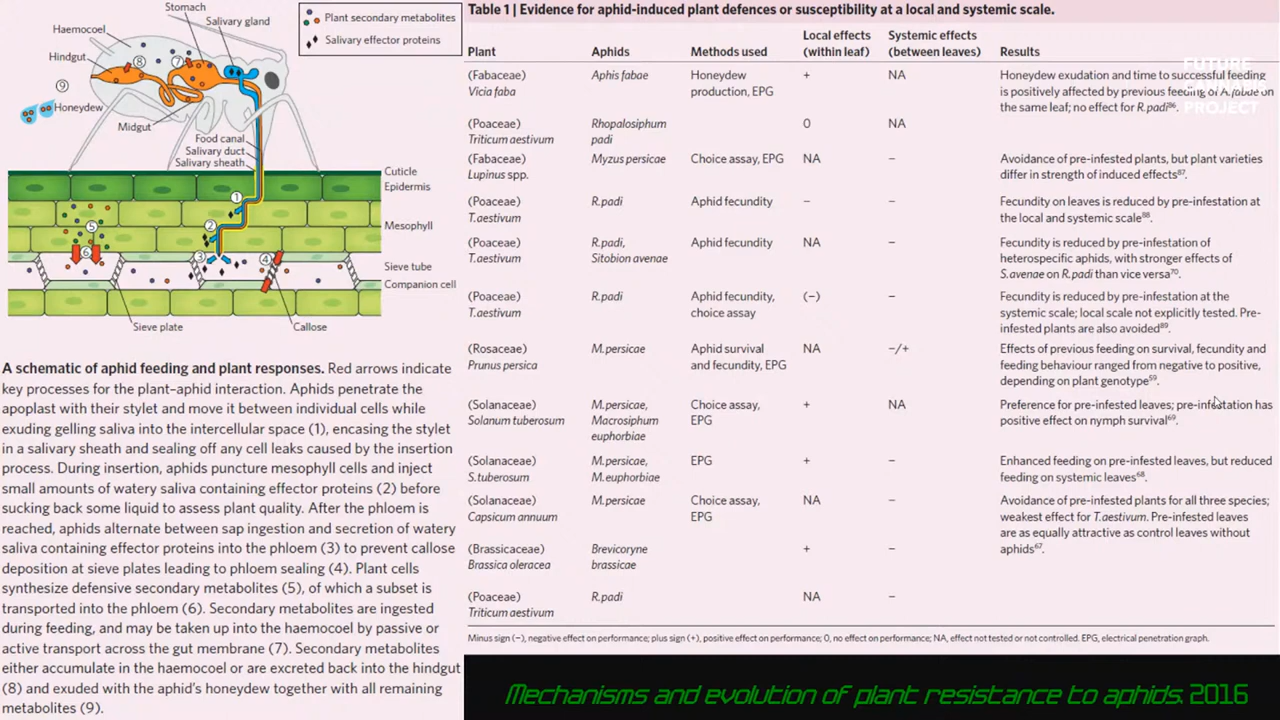 Stomach
Salivary gland
Haemocoel
Hindgut
Plant secondary metabolites
Salivary effector proteins
8
7
9
Honeydew
Midgut
Food canal
Salivary duct
Salivary sheath
Cuticle
Epidermis
Mesophyll
Sieve tube
Companion cell
1
2
3
4
5
6
Sieve plate
Callose
A schematic of aphid feeding and plant responses. Red arrows indicate
key processes for the plant–aphid interaction. Aphids penetrate the
apoplast with their stylet and move it between individual cells while
exuding gelling saliva into the intercellular space (1), encasing the stylet
in a salivary sheath and sealing off any cell leaks caused by the insertion
process. During insertion, aphids puncture mesophyll cells and inject
small amounts of watery saliva containing effector proteins (2) before
sucking back some liquid to assess plant quality. After the phloem is
reached, aphids alternate between sap ingestion and secretion of watery
saliva containing effector proteins into the phloem (3) to prevent callose
deposition at sieve plates leading to phloem sealing (4). Plant cells
synthesize defensive secondary metabolites (5), of which a subset is
transported into the phloem (6). Secondary metabolites are ingested
during feeding, and may be taken up into the haemocoel by passive or
active transport across the gut membrane (7). Secondary metabolites
either accumulate in the haemocoel or are excreted back into the hindgut
(8) and exuded with the aphid's honeydew together with all remaining
metabolites (9).
Table 1 | Evidence for aphid-induced plant defences or susceptibility at a local and systemic scale.
Plant Aphids Methods used Local effects (within leaf) Systemic effects (between leaves) Results
(Fabaceae) Aphis fabae Honeydew + NA Honeydew exudation and time to successful feeding
Vicia faba production, EPG is positively affected by previous feeding of A. fabae on
the same leaf; no effect for R.padi86.
(Poaceae) Rhopalosiphum 0 NA
Triticum aestivum padi
(Fabaceae) Myzus persicae Choice assay, EPG NA – Avoidance of pre-infested plants, but plant varieties
Lupinus spp. differ in strength of induced effects87.
(Poaceae) R.padi Aphid fecundity – – Fecundity on leaves is reduced by pre-infestation at
T.aestivum the local and systemic scale88.
(Poaceae) R.padi, Aphid fecundity NA – Fecundity is reduced by pre-infestation of
T.aestivum Sitobion avenae heterospecific aphids, with stronger effects of
S.avenae on R.padi than vice versa70.
(Poaceae) R.padi Aphid fecundity, (–) – Fecundity is reduced by pre-infestation at the
T.aestivum choice assay systemic scale; local scale not explicitly tested. Pre-
infested plants are also avoided89.
(Rosaceae) M.persicae Aphid survival NA –/+ Effects of previous feeding on survival, fecundity and
Prunus persica and fecundity, EPG feeding behaviour ranged from negative to positive,
depending on plant genotype59.
(Solanaceae) M.persicae, Choice assay, + NA Preference for pre-infested leaves; pre-infestation has
Solanum tuberosum Macrosiphum EPG positive effect on nymph survival69.
euphorbiae
(Solanaceae) M.persicae, EPG + – Enhanced feeding on pre-infested leaves, but reduced
S.tuberosum M.euphorbiae feeding on systemic leaves68.
(Solanaceae) M.persicae Choice assay, NA – Avoidance of pre-infested plants for all three species;
Capsicum annuum EPG weakest effect for T.aestivum. Pre-infested leaves
are as equally attractive as control leaves without
aphids67.
(Brassicaceae) Brevicoryne + –
Brassica oleracea brassicae
(Poaceae) R.padi NA –
Triticum aestivum
Minus sign (–), negative effect on performance; plus sign (+), positive effect on performance; 0, no effect on performance; NA, effect not tested or not controlled. EPG, electrical penetration graph.
FUTURE
PROJECT
Mechanisms and evolution of plant resistance to aphids. 2016